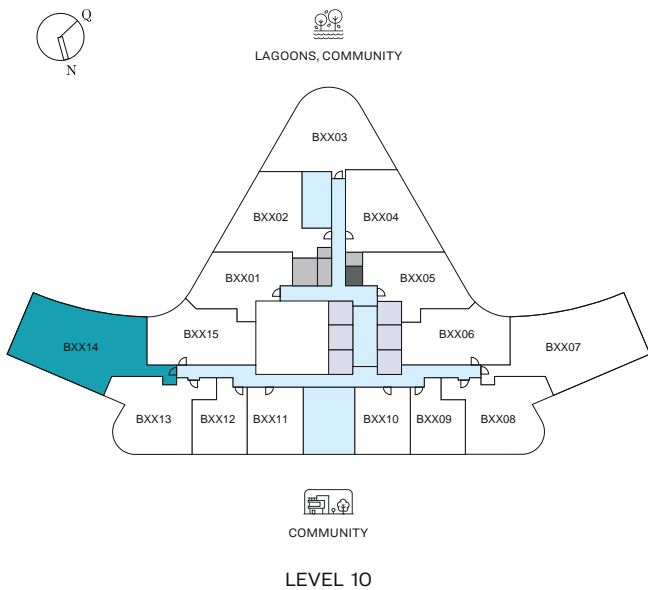 Q
N
LAGOONS, COMMUNITY
BXX03
BXX02
BXX04
BXX01
BXX05
BXX14
BXX15
BXX06
BXX07
BXX13
BXX12
BXX11
BXX10
BXX09
BXX08
COMMUNITY
LEVEL 10